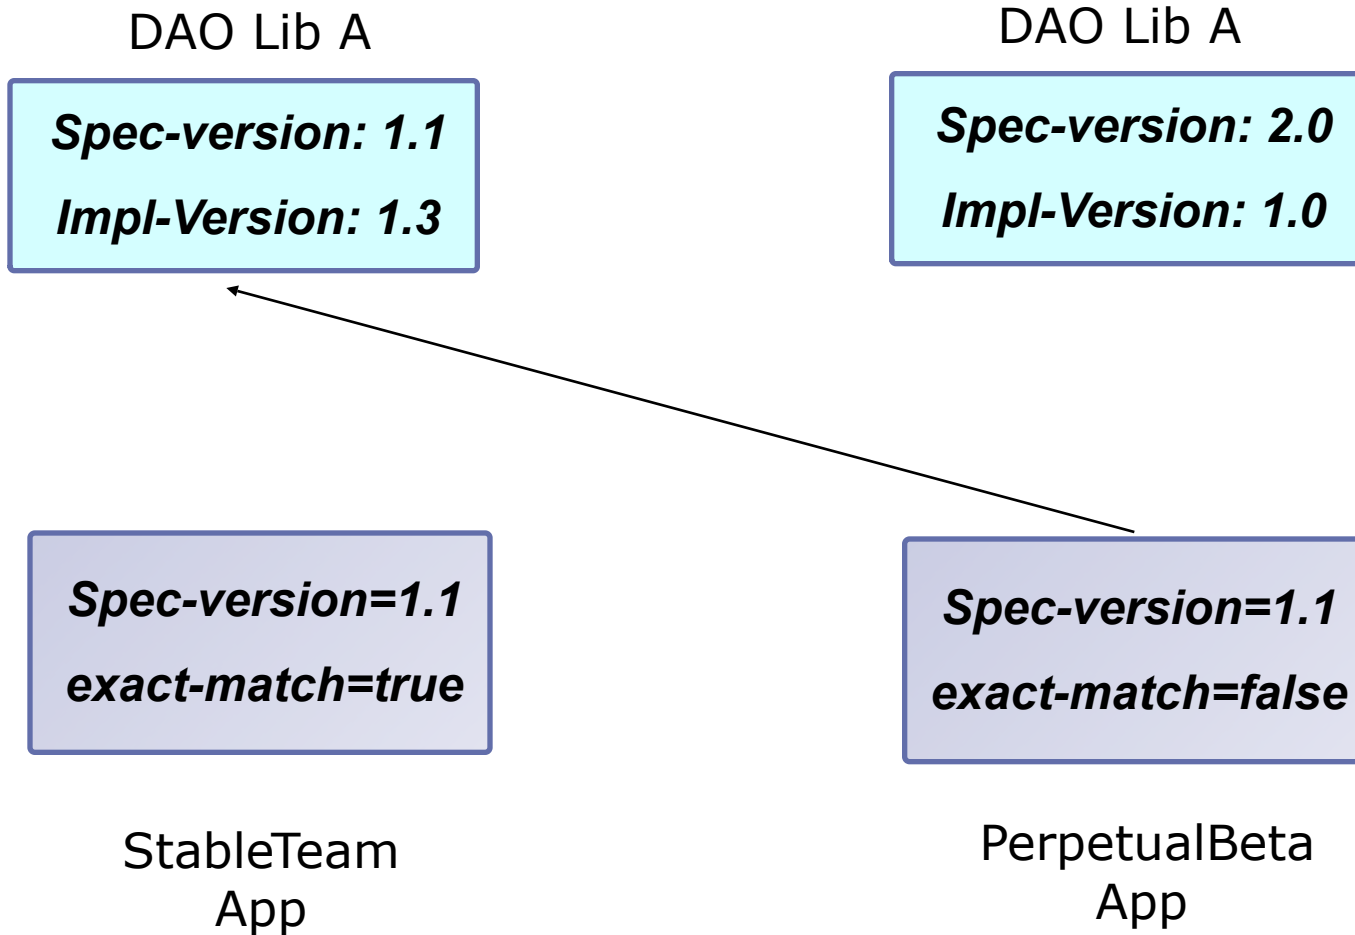 DAO Lib A
Spec-version: 1.1
Impl-Version: 1.3
DAO Lib A
Spec-version: 2.0
Impl-Version: 1.0
Spec-version=1.1
exact-match=true
StableTeam
App
Spec-version=1.1
exact-match=false
PerpetualBeta
App